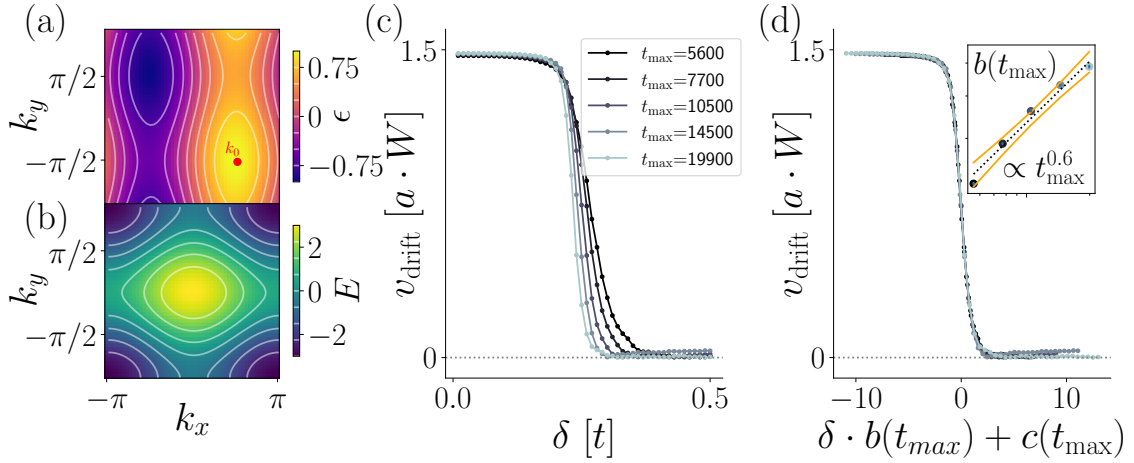 (a)
π/2
−π/2
k_y
k_0
0.75
0
−0.75
ϵ
(b)
π/2
−π/2
k_y
2
0
−2
E
−π
π
k_x
(c)
1.5
0
v_drift [a · W]
t_max=5600
t_max=7700
t_max=10500
t_max=14500
t_max=19900
0.0
0.5
δ [t]
(d)
1.5
0
v_drift [a · W]
b(t_max)
∝ t_max^0.6
−10
0
10
δ · b(t_max) + c(t_max)